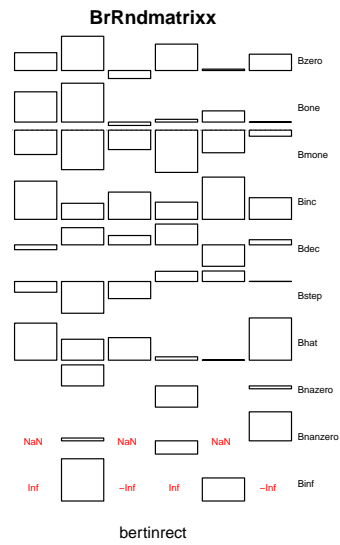 BrRndmatrixx
Bzero
Bone
Bmone
Binc
Bdec
Bstep
Bhat
Bnazero
NaN NaN NaN Bnanzero
Inf −Inf Inf −Inf Binf
bertinrect